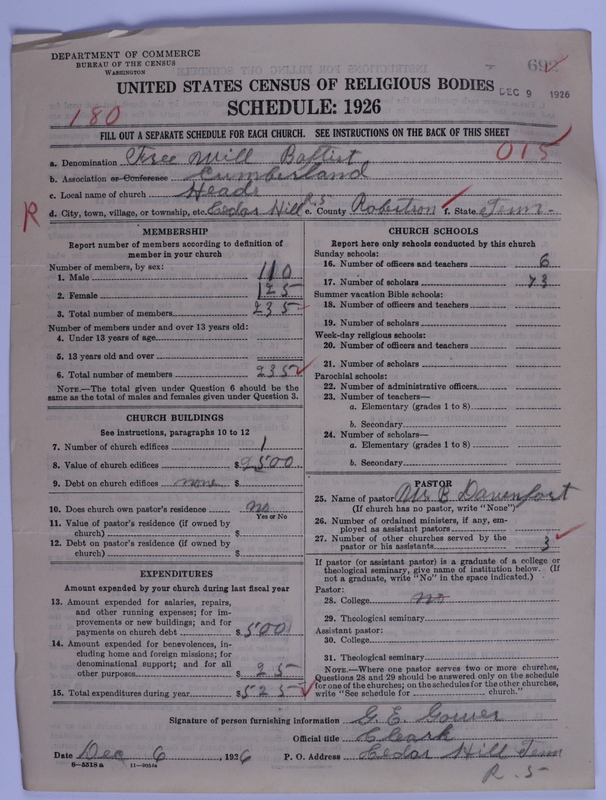 DEPARTMENT OF COMMERCE
BUREAU OF THE CENSUS
WASHINGTON
692
UNITED STATES CENSUS OF RELIGIOUS BODIES
DEC 9 1926
SCHEDULE: 1926
180
FILL OUT A SEPARATE SCHEDULE FOR EACH CHURCH. SEE INSTRUCTIONS ON THE BACK OF THIS SHEET
015
a. Denomination Free Will Baptist
b. Association or Conference Cumberland
c. Local name of church Heads
R
d. City, town, village, or township, etc. Cedar Hill R5 e. County Robertson f. State Tenn.
MEMBERSHIP
Report number of members according to definition of member in your church
Number of members, by sex:
1. Male 110
2. Female 125
3. Total number of members 235
Number of members under and over 13 years old:
4. Under 13 years of age
5. 13 years old and over
6. Total number of members 235
NOTE.—The total given under Question 6 should be the
same as the total of males and females given under Question 3.
CHURCH BUILDINGS
See instructions, paragraphs 10 to 12
7. Number of church edifices 1
8. Value of church edifices $2500
9. Debt on church edifices none $
10. Does church own pastor's residence no
Yes or No
11. Value of pastor's residence (if owned by
church) $
12. Debt on pastor's residence (if owned by
church) $
EXPENDITURES
Amount expended by your church during last fiscal year
13. Amount expended for salaries, repairs,
and other running expenses; for im-
provements or new buildings; and for
payments on church debt $500
14. Amount expended for benevolences, in-
cluding home and foreign missions; for
denominational support; and for all
other purposes $25
15. Total expenditures during year $525
CHURCH SCHOOLS
Report here only schools conducted by this church
Sunday schools:
16. Number of officers and teachers 6
17. Number of scholars 73
Summer vacation Bible schools:
18. Number of officers and teachers
19. Number of scholars
Week-day religious schools:
20. Number of officers and teachers
21. Number of scholars
Parochial schools:
22. Number of administrative officers
23. Number of teachers—
a. Elementary (grades 1 to 8)
b. Secondary
24. Number of scholars—
a. Elementary (grades 1 to 8)
b. Secondary
PASTOR
25. Name of pastor Mr B Davenport
(If church has no pastor, write "None")
26. Number of ordained ministers, if any, em-
ployed as assistant pastors
27. Number of other churches served by the
pastor or his assistants 3
If pastor (or assistant pastor) is a graduate of a college or
theological seminary, give name of institution below. (If
not a graduate, write "No" in the space indicated.)
Pastor:
28. College no
29. Theological seminary
Assistant pastor:
30. College
31. Theological seminary
NOTE.—Where one pastor serves two or more churches,
Questions 28 and 29 should be answered only on the schedule
for one of the churches; on the schedules for the other churches,
write "See schedule for church."
Signature of person furnishing information G. E. Gower
Official title Cleark
Date Dec 6, 1926 P. O. Address Cedar Hill Tenn
R. 5